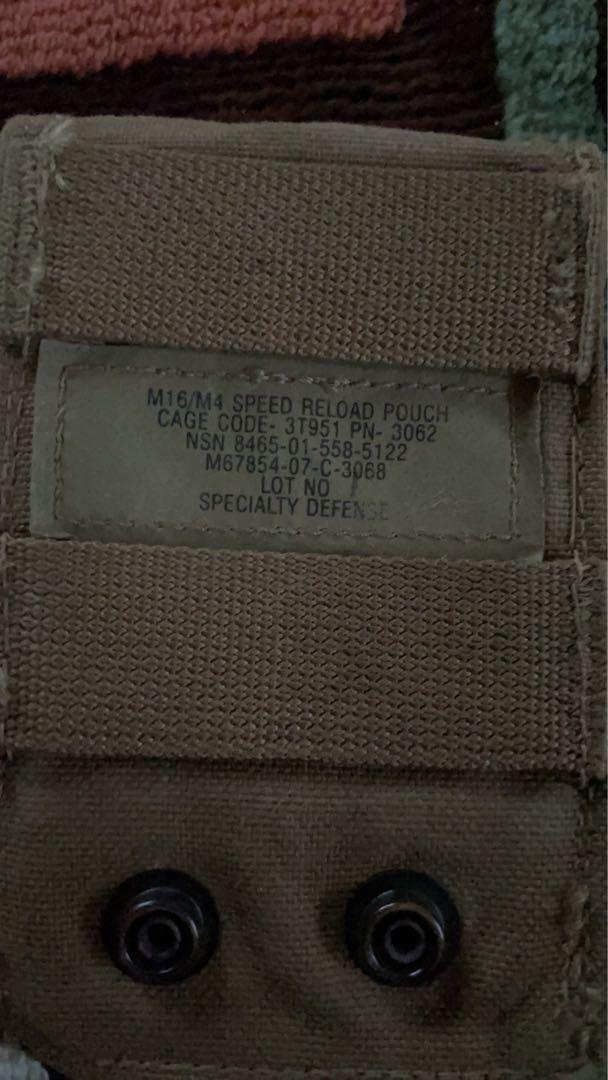 M16/M4 SPEED RELOAD POUCH
CAGE CODE- 3T951 PN- 3062
NSN 8465-01-558-5122
M67854-07-C-3068
LOT NO
SPECIALTY DEFENSE